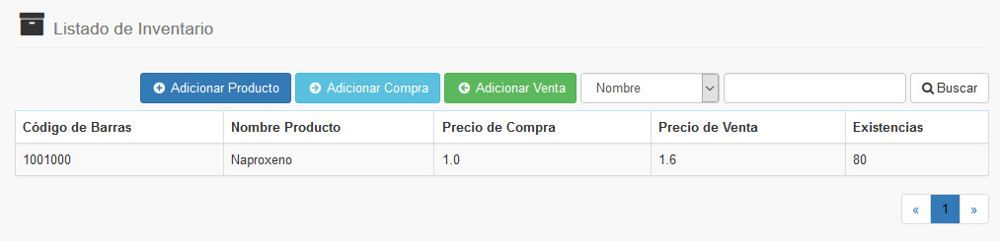 Listado de Inventario
Adicionar Producto Adicionar Compra Adicionar Venta Nombre Buscar
Código de Barras Nombre Producto Precio de Compra Precio de Venta Existencias
1001000 Naproxeno 1.0 1.6 80
« 1 »